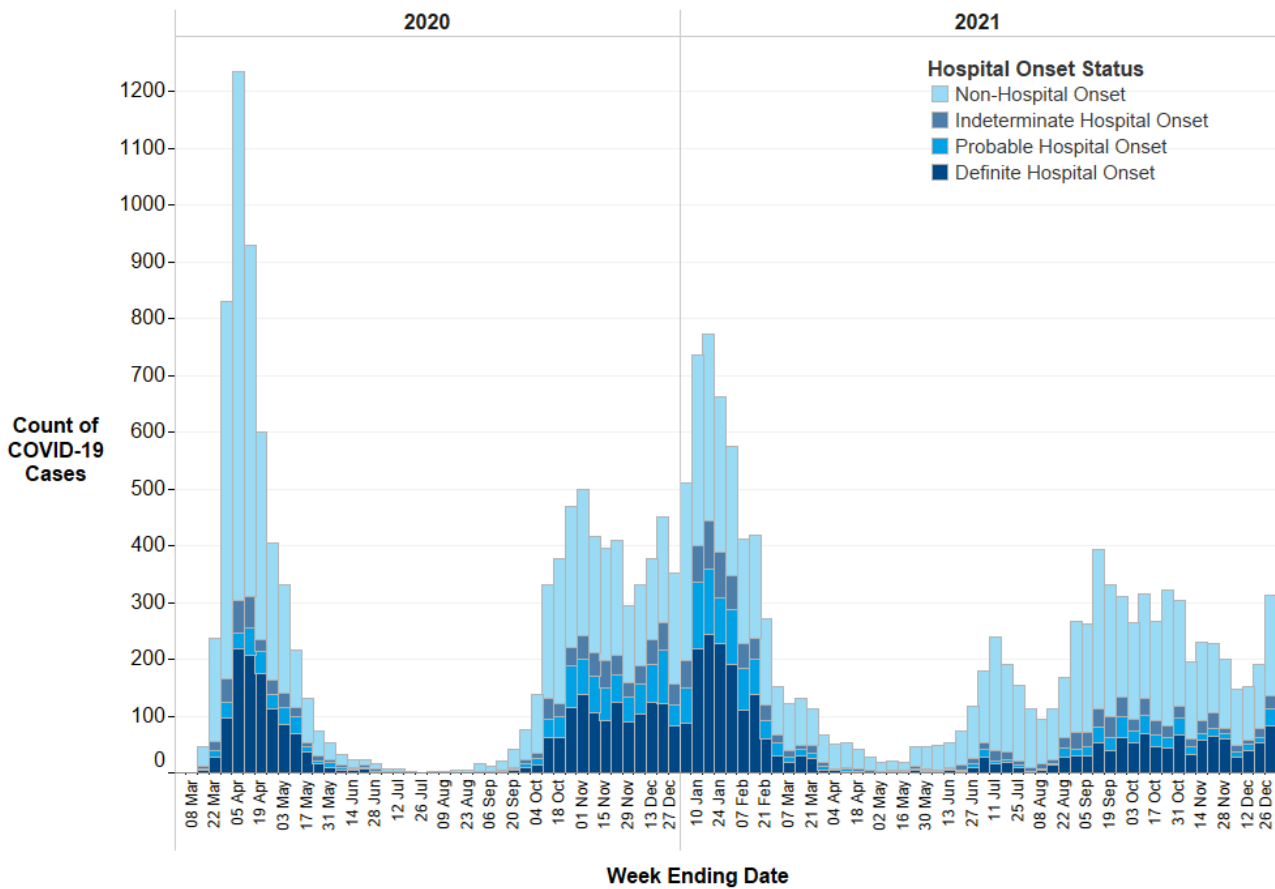 2020
2021
Hospital Onset Status
Non-Hospital Onset
Indeterminate Hospital Onset
Probable Hospital Onset
Definite Hospital Onset
1200
1100
1000
900
800
700
600
500
400
300
200
100
0
Count of
COVID-19
Cases
08 Mar
22 Mar
05 Apr
19 Apr
03 May
17 May
31 May
14 Jun
28 Jun
12 Jul
26 Jul
09 Aug
23 Aug
06 Sep
20 Sep
04 Oct
18 Oct
01 Nov
15 Nov
29 Nov
13 Dec
27 Dec
10 Jan
24 Jan
07 Feb
21 Feb
07 Mar
21 Mar
04 Apr
18 Apr
02 May
16 May
30 May
13 Jun
27 Jun
11 Jul
25 Jul
08 Aug
22 Aug
05 Sep
19 Sep
03 Oct
17 Oct
31 Oct
14 Nov
28 Nov
12 Dec
26 Dec
Week Ending Date